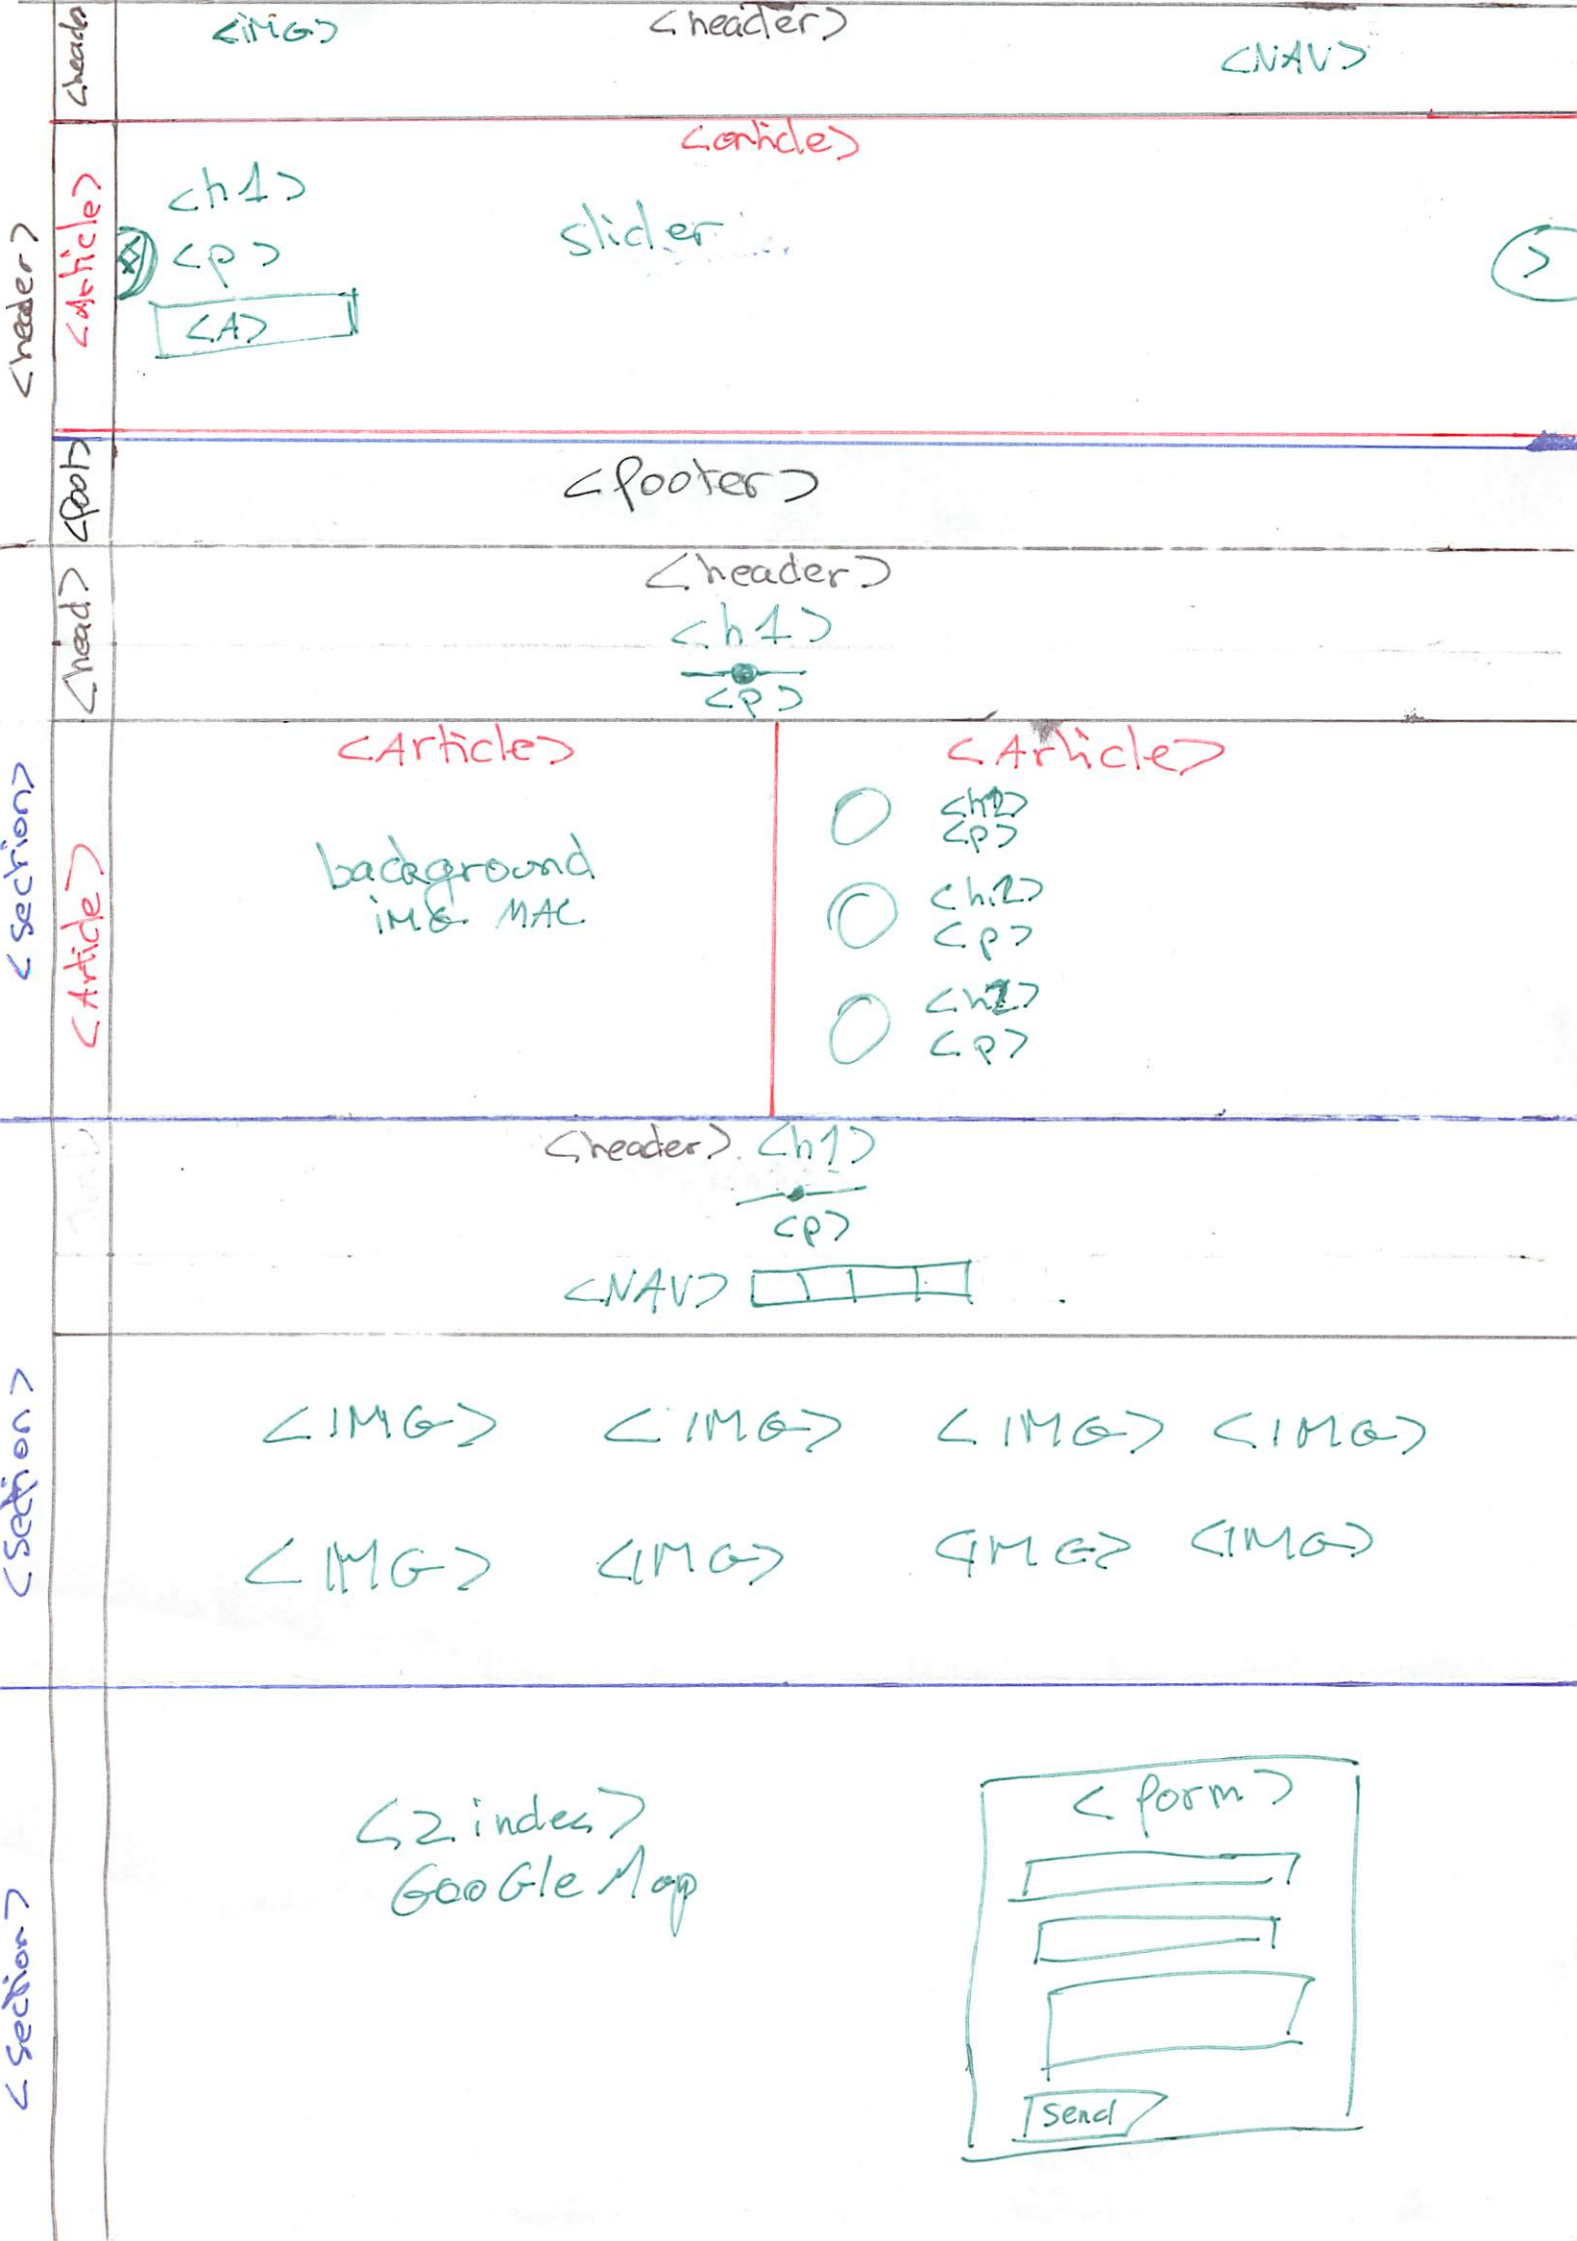 <header>
<iMG>
<header>
<NAV>
<header>
<Article>
<article>
<h1>
slider
<p>
<A>
>
<foot>
<footer>
<head>
<header>
<h1>
<p>
<section>
<Article>
<Article>
<Article>
background
iMG MAC
<h2>
<p>
<h2>
<p>
<h2>
<p>
<header> <h1>
<p>
<NAV>
<section>
<IMG> <IMG> <IMG> <IMG>
<IMG> <IMG> <IMG> <IMG>
<section>
<z index>
GooGle Map
<form>
Send